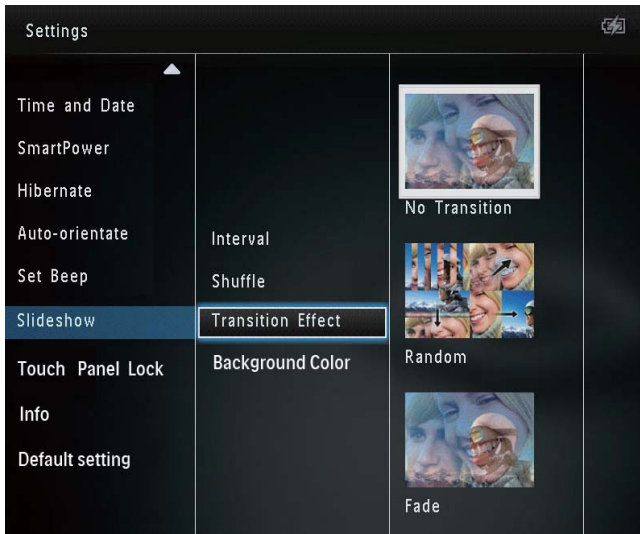 Settings
Time and Date
SmartPower
Hibernate
Auto-orientate
Set Beep
Slideshow
Touch Panel Lock
Info
Default setting
Interval
Shuffle
Transition Effect
Background Color
No Transition
Random
Fade